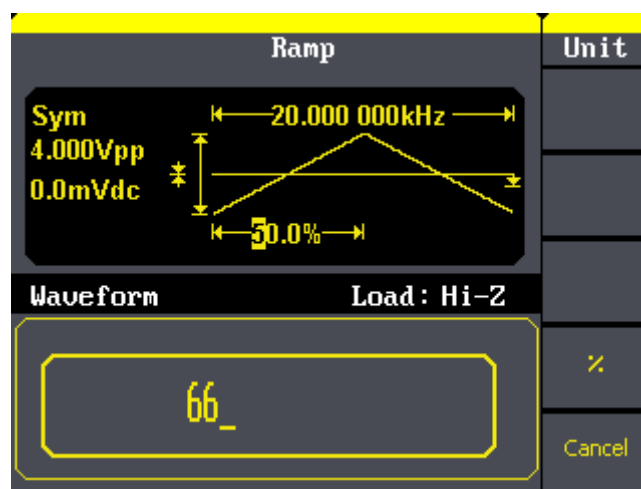 Ramp
Unit
Sym
20.000 000kHz
4.000Vpp
0.0mVdc
50.0%
Waveform
Load: Hi-Z
66_
%
Cancel